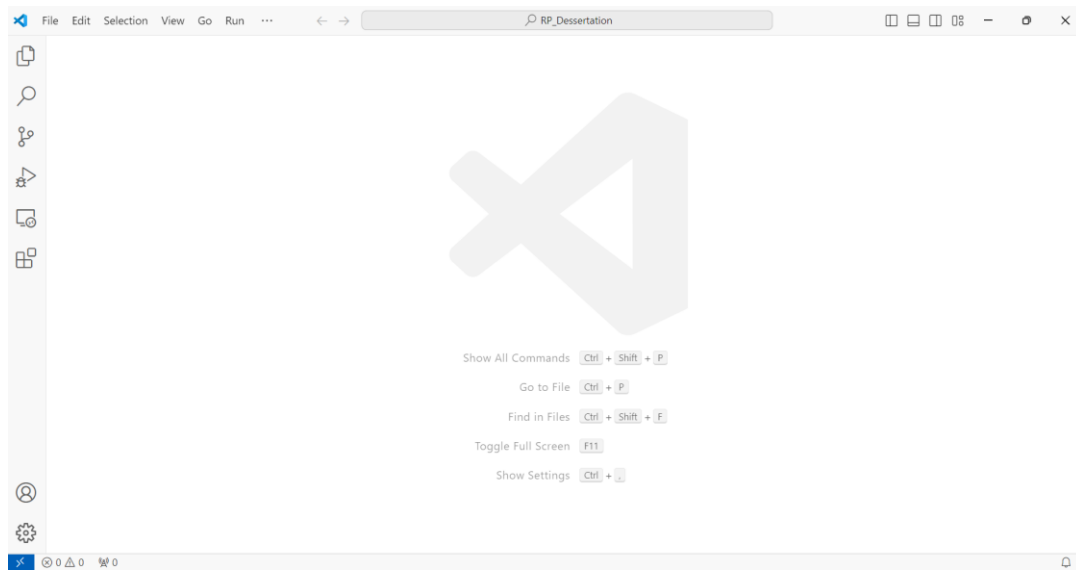 File Edit Selection View Go Run ··· ← → RP_Dessertation
Show All Commands Ctrl + Shift + P
Go to File Ctrl + P
Find in Files Ctrl + Shift + F
Toggle Full Screen F11
Show Settings Ctrl + ,
0 0 0